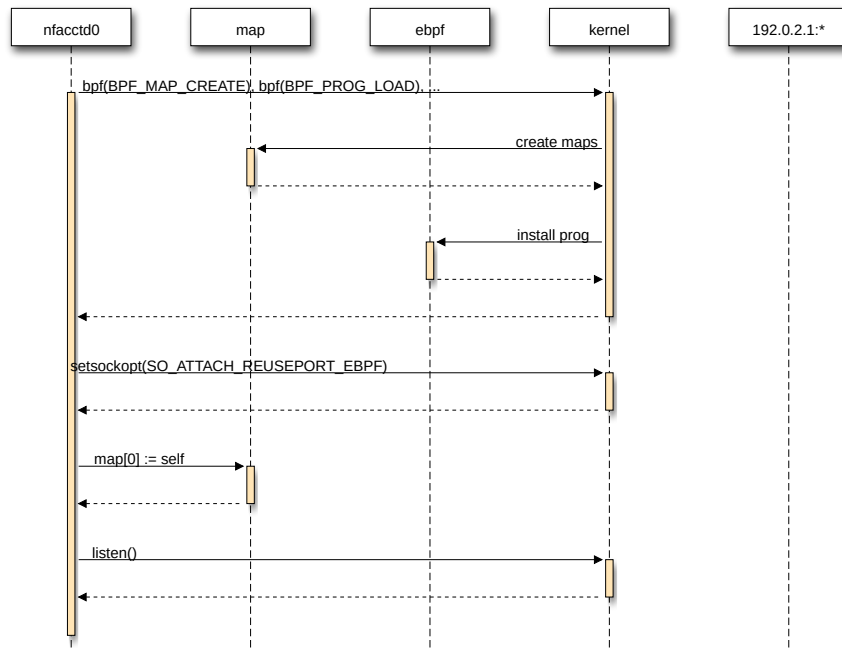 nfacctd0 map ebpf kernel 192.0.2.1:*
bpf(BPF_MAP_CREATE), bpf(BPF_PROG_LOAD), ...
create maps
install prog
setsockopt(SO_ATTACH_REUSEPORT_EBPF)
map[0] := self
listen()